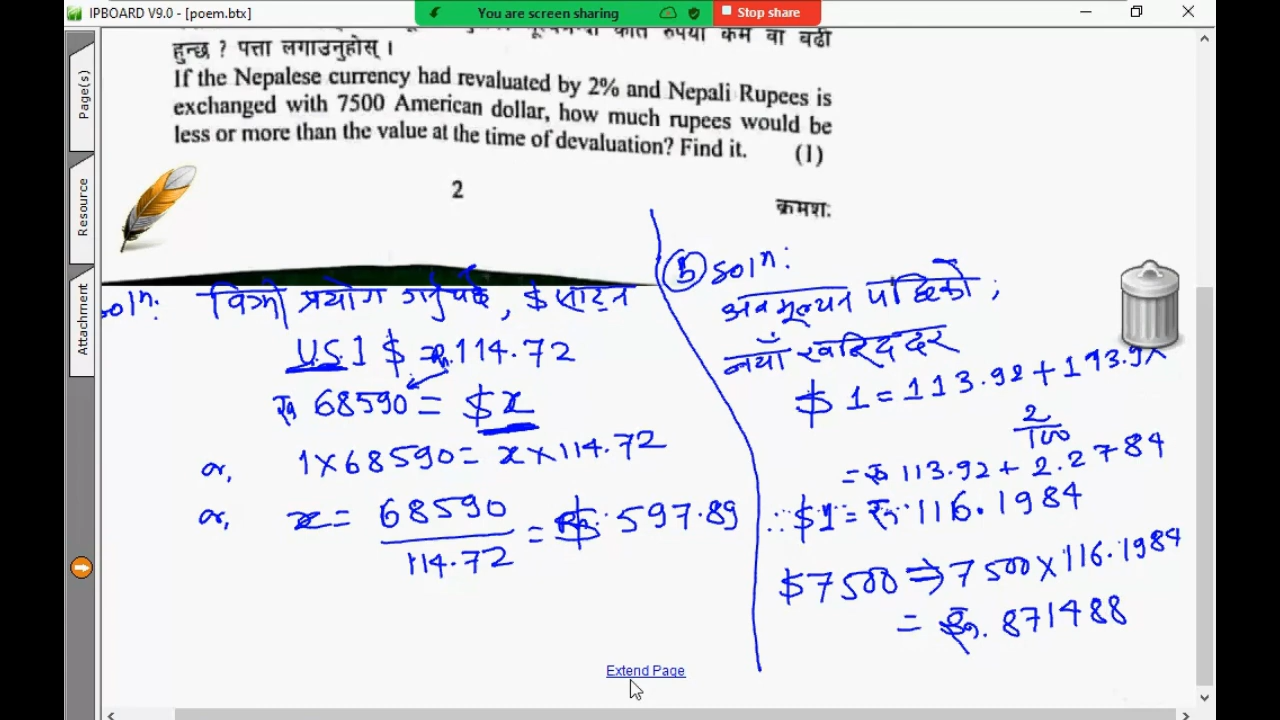 IPBOARD V9.0 - [poem.btx]
You are screen sharing
Stop share
Page(s)
Resource
Attachment
रुपैयाँ कम वा बढी
हुन्छ ? पत्ता लगाउनुहोस् ।
If the Nepalese currency had revaluated by 2% and Nepali Rupees is
exchanged with 7500 American dollar, how much rupees would be
less or more than the value at the time of devaluation? Find it. (1)
2
क्रमश:
soln: विक्री प्रयोग गर्नुपर्दछ, $ साट्न
US 1 $ = रु. 114.72
रु 68590 = $ x
or, 1×68590 = x×114.72
or, x = 68590/114.72 = $ 597.89
5 soln:
अवमूल्यन पछिको ;
नयाँ खरिद दर
$ 1 = 113.92 + 113.92×
2/100
= रु 113.92 + 2.2784
∴ $1 = रु. 116.1984
$7500 ⇒ 7500×116.1984
= रु. 871488
Extend Page